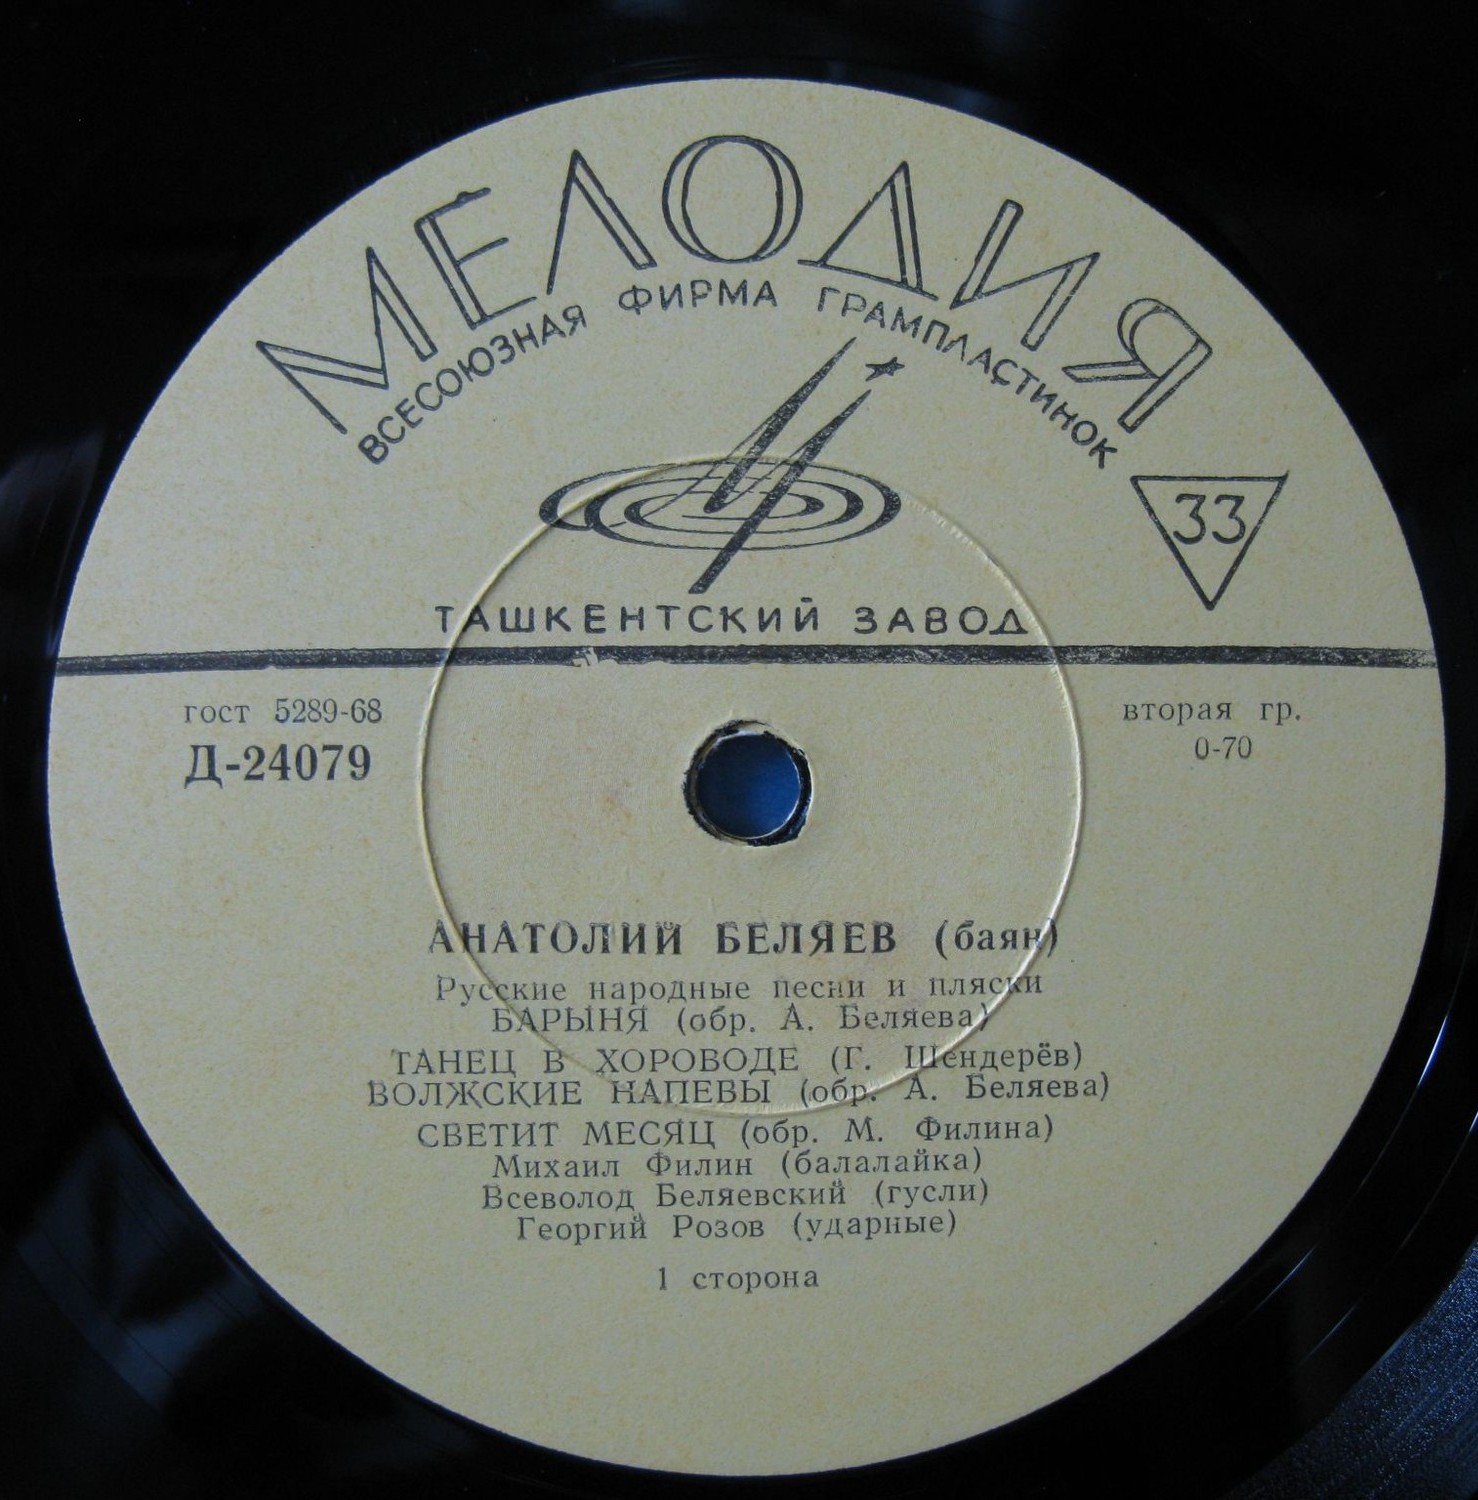 МЕЛОДИЯ
ВСЕСОЮЗНАЯ ФИРМА ГРАМПЛАСТИНОК
33
ТАШКЕНТСКИЙ ЗАВОД
гост 5289-68
Д-24079
вторая гр.
0-70
АНАТОЛИЙ БЕЛЯЕВ (баян)
Русские народные песни и пляски
БАРЫНЯ (обр. А. Беляева)
ТАНЕЦ В ХОРОВОДЕ (Г. Шендерёв)
ВОЛЖСКИЕ НАПЕВЫ (обр. А. Беляева)
СВЕТИТ МЕСЯЦ (обр. М. Филина)
Михаил Филин (балалайка)
Всеволод Беляевский (гусли)
Георгий Розов (ударные)
1 сторона